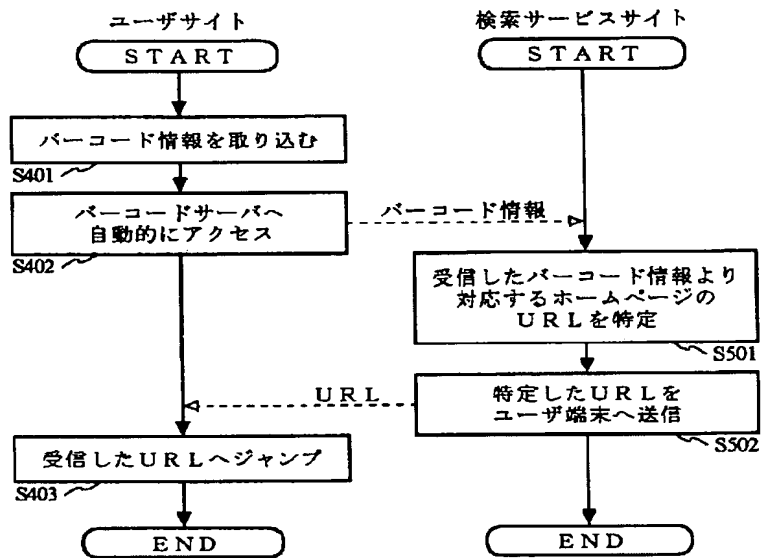 ユーザサイト
START
バーコード情報を取り込む
S401
バーコードサーバへ
自動的にアクセス
S402
バーコード情報
URL
受信したURLへジャンプ
S403
END
検索サービスサイト
START
受信したバーコード情報より
対応するホームページの
URLを特定
S501
特定したURLを
ユーザ端末へ送信
S502
END